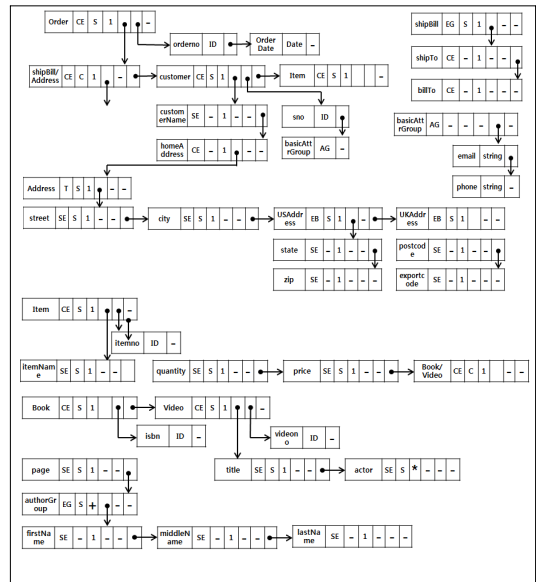 Order CE S 1 –
shipBill EG S 1 –
orderno ID
Order Date Date –
shipTo CE – 1 – –
shipBill/ Address CE C 1 –
customer CE S 1
Item CE S 1 –
billTo CE – 1 – – –
custom erName SE – 1 – –
sno ID
homeA ddress CE – 1 – –
basicAt trGroup AG –
basicAt trGroup AG – – – –
email string
phone string –
Address T S 1 – –
street SE S 1 – –
city SE S 1 – –
USAddr ess EB S 1 –
UKAddr ess EB S 1 – –
state SE – 1 – –
postcod e SE – 1 – –
zip SE – 1 – – –
exportc ode SE – 1 – – –
Item CE S 1 –
itemno ID –
itemNam e SE S 1 – –
quantity SE S 1 – –
price SE S 1 – –
Book/ Video CE C 1 – –
Book CE S 1
Video CE S 1 –
isbn ID –
videon o ID –
page SE S 1 – –
title SE S 1 – –
actor SE S * – – –
authorGr oup EG S + –
firstNa me SE – 1 – –
middleN ame SE – 1 – –
lastNa me SE – 1 – – –